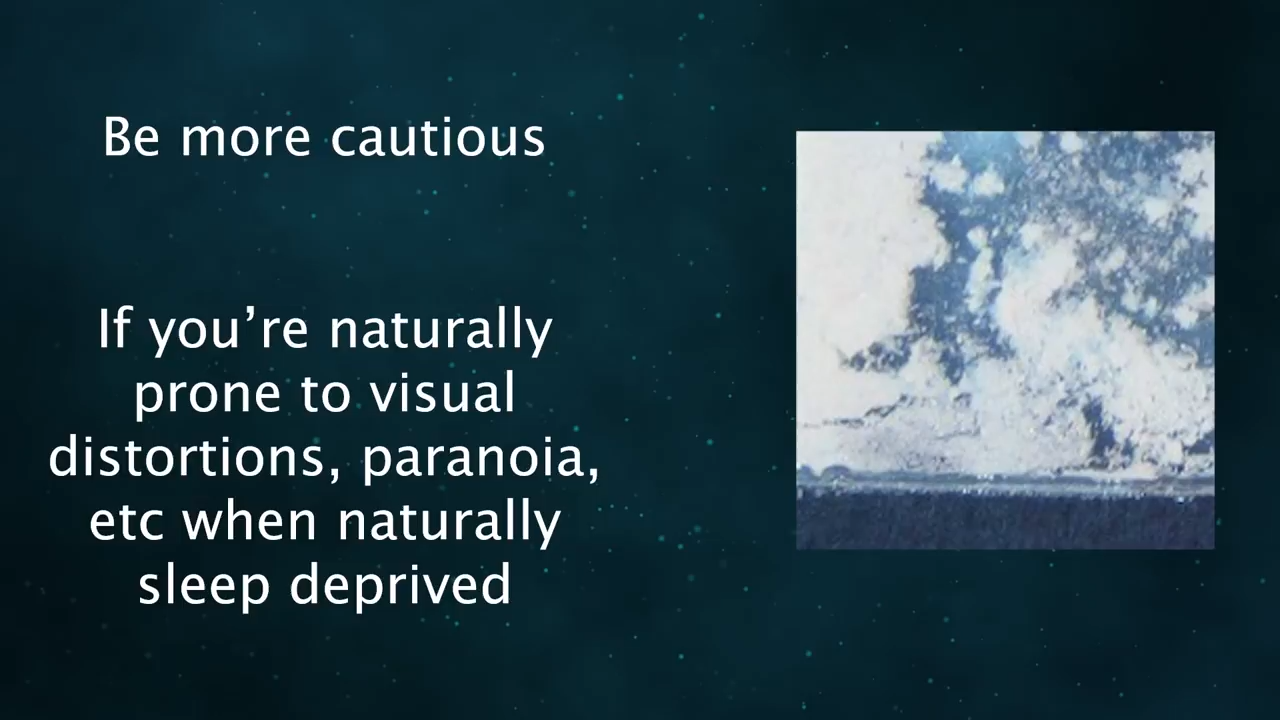 Be more cautious
If you’re naturally
prone to visual
distortions, paranoia,
etc when naturally
sleep deprived